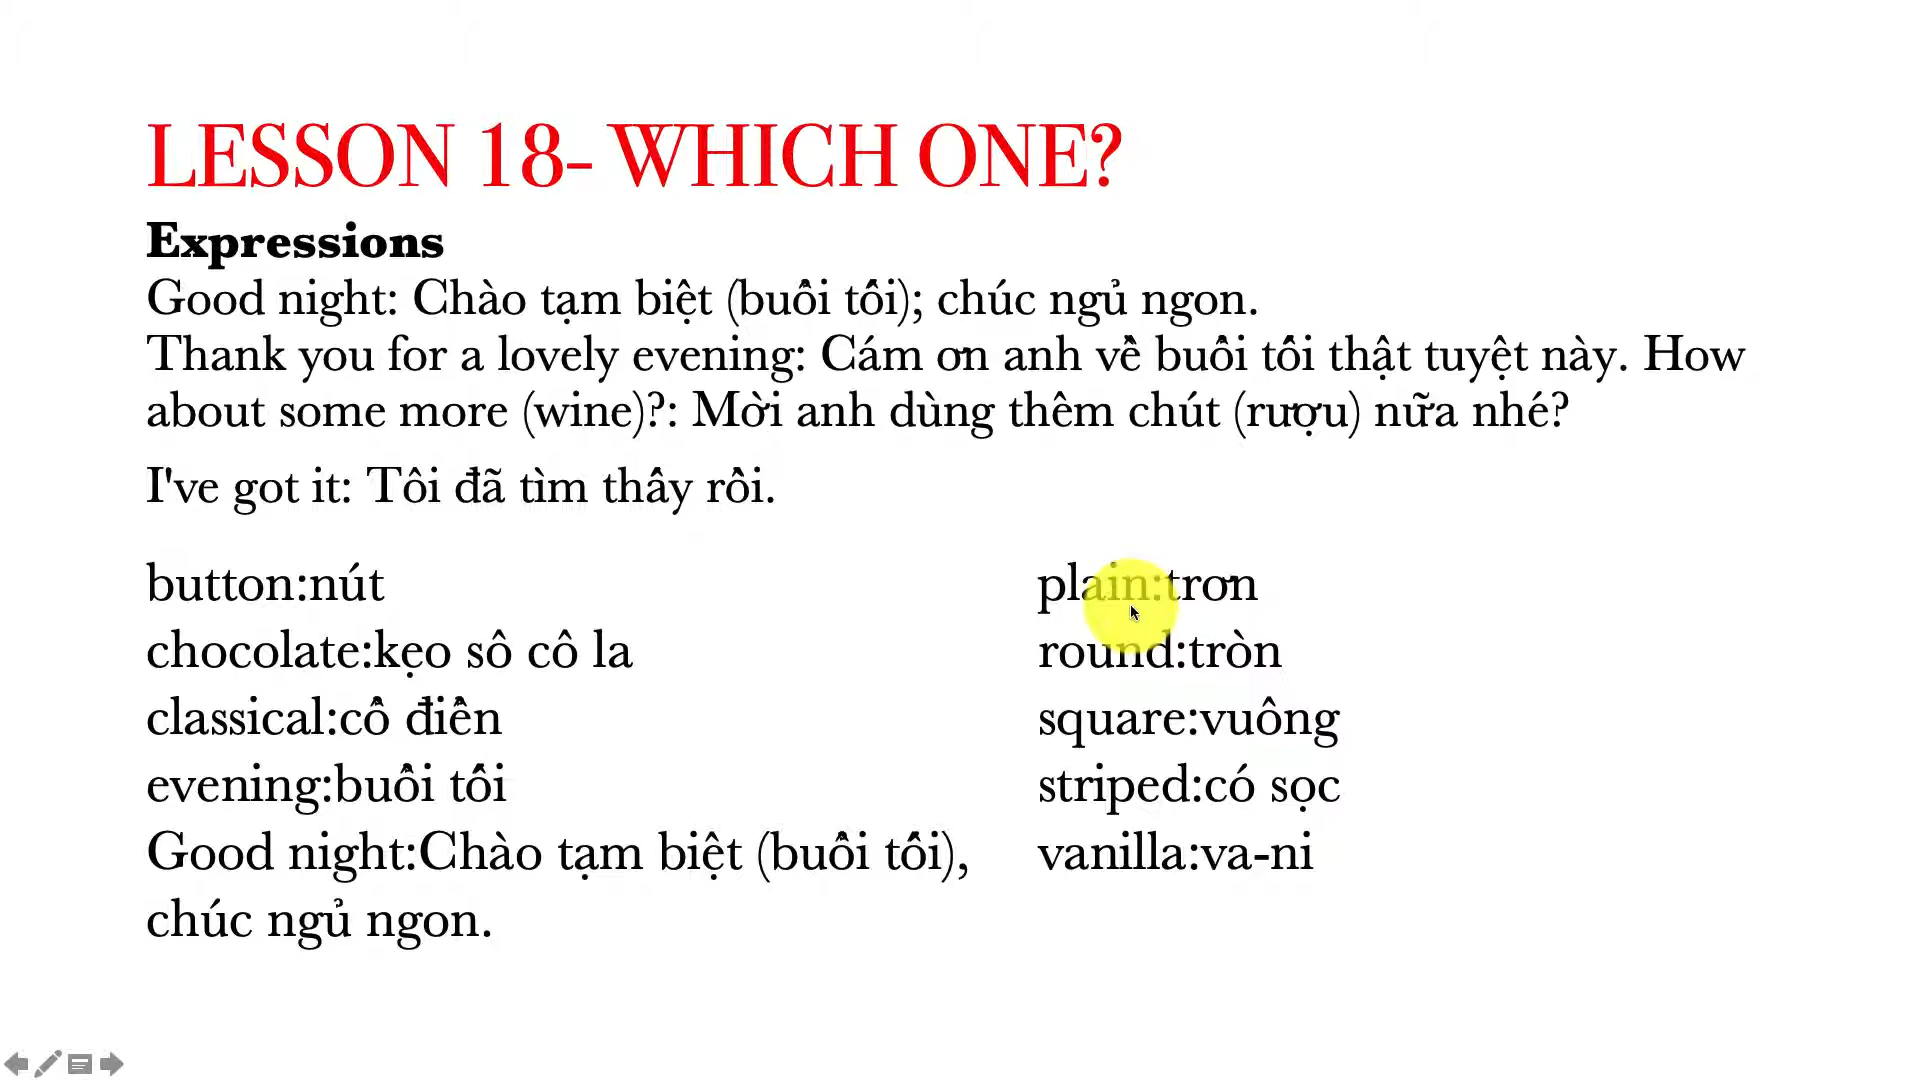 LESSON 18- WHICH ONE?
Expressions
Good night: Chào tạm biệt (buổi tối); chúc ngủ ngon.
Thank you for a lovely evening: Cám ơn anh về buổi tối thật tuyệt này. How
about some more (wine)?: Mời anh dùng thêm chút (rượu) nữa nhé?
I've got it: Tôi đã tìm thấy rồi.
button:nút
chocolate:kẹo sô cô la
classical:cổ điển
evening:buổi tối
Good night:Chào tạm biệt (buổi tối),
chúc ngủ ngon.
plain:trơn
round:tròn
square:vuông
striped:có sọc
vanilla:va-ni